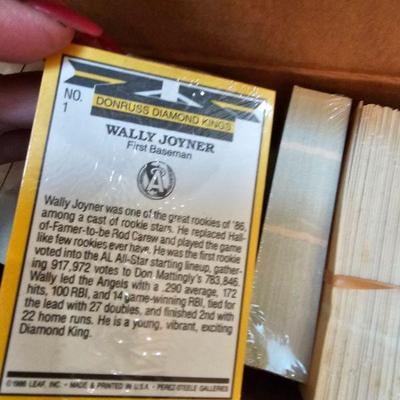 NO.
1
DONRUSS DIAMOND KINGS
WALLY JOYNER
First Baseman
A
Wally Joyner was one of the great rookies of '86,
among a cast of rookie stars. He replaced Hall-
of-Famer-to-be Rod Carew and played the game
like few rookies ever have. He was the first rookie
voted into the AL All-Star starting lineup, gather-
ing 917,972 votes to Don Mattingly's 783,846.
Wally led the Angels with a .290 average, 172
hits, 100 RBI, and 14 game-winning RBI, tied for
the lead with 27 doubles, and finished 2nd with
22 home runs. He is a young, vibrant, exciting
Diamond King.
©1986 LEAF, INC. • MADE & PRINTED IN U.S.A. • PEREZ-STEELE GALLERIES